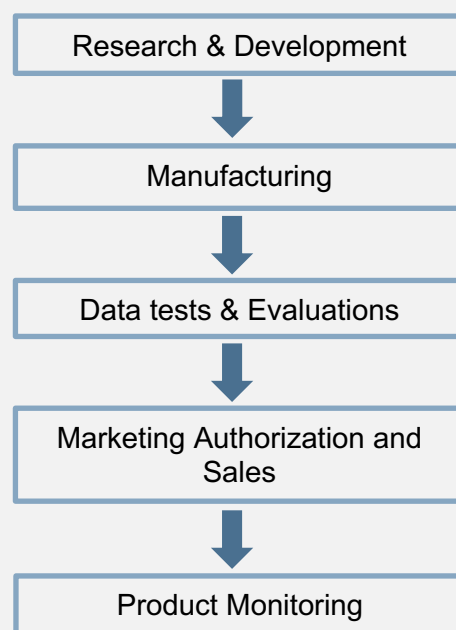 Research & Development
Manufacturing
Data tests & Evaluations
Marketing Authorization and
Sales
Product Monitoring